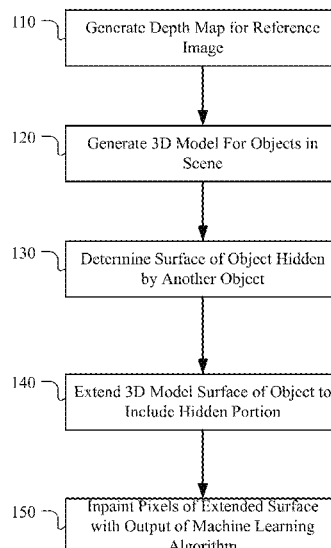 110
Generate Depth Map for Reference
Image
120
Generate 3D Model For Objects in
Scene
130
Determine Surface of Object Hidden
by Another Object
140
Extend 3D Model Surface of Object to
Include Hidden Portion
150
Inpaint Pixels of Extended Surface
with Output of Machine Learning
Algorithm